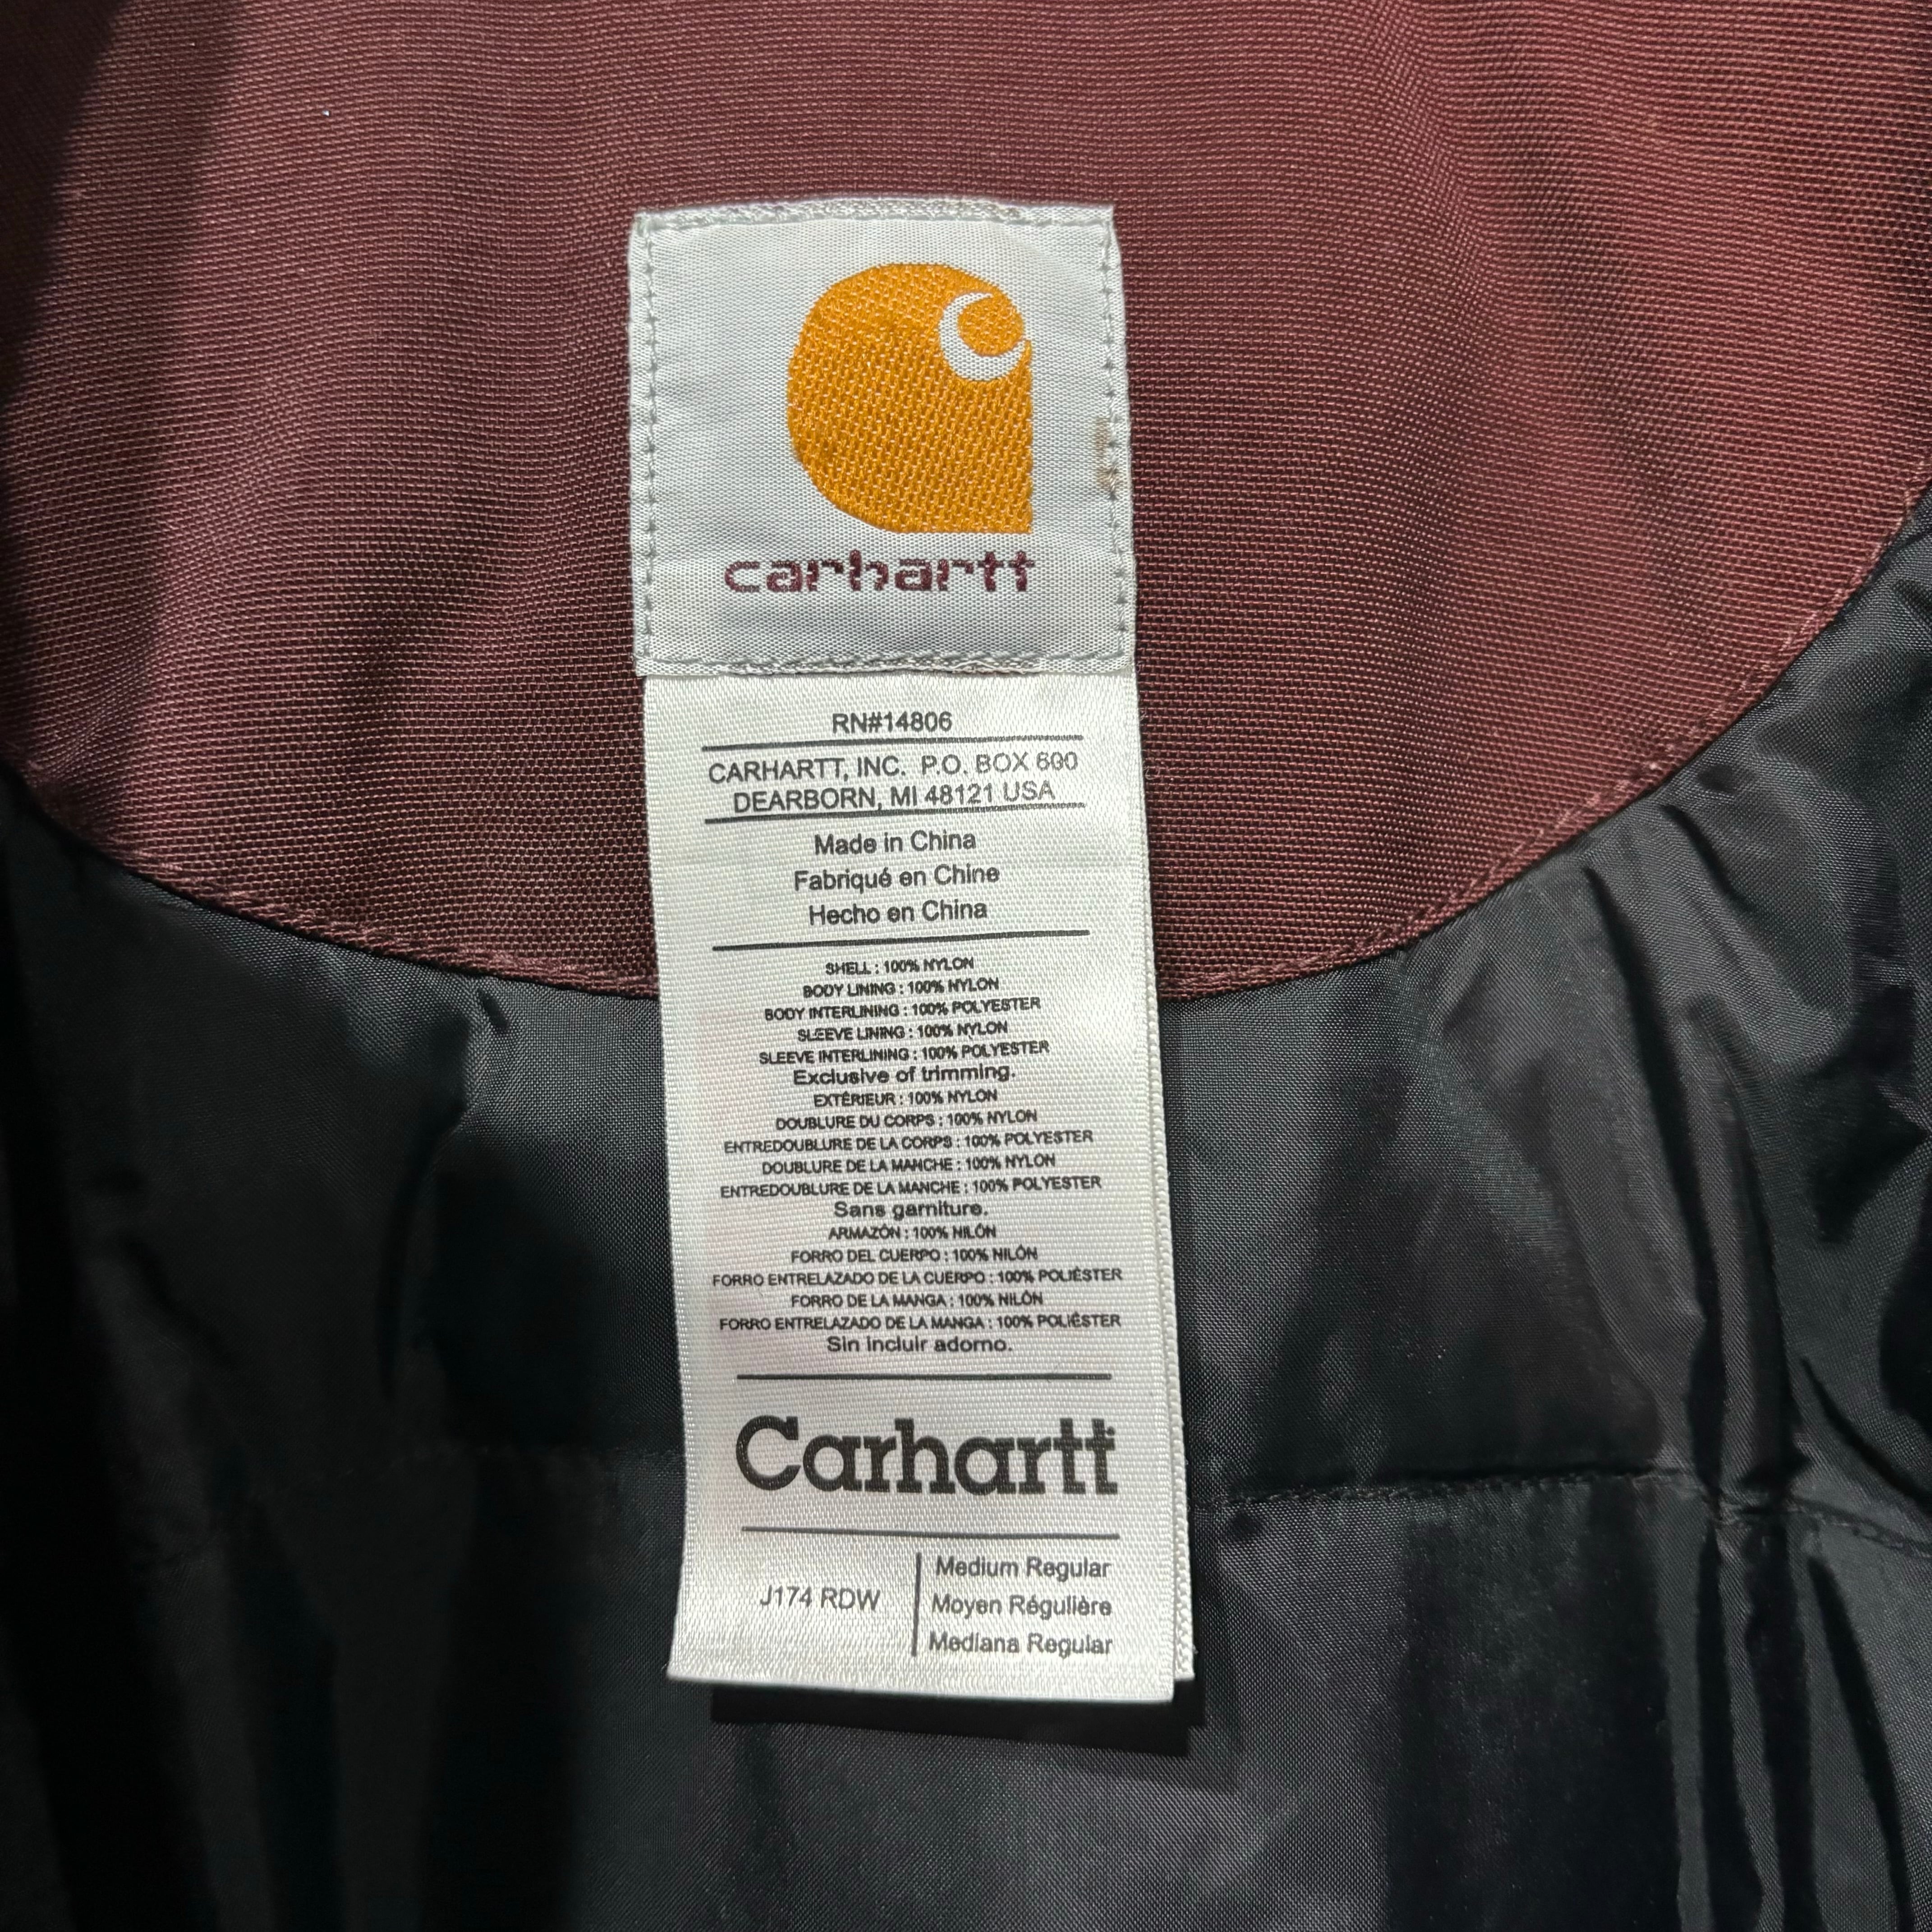 carhartt
RN#14806
CARHARTT, INC. P.O. BOX 600
DEARBORN, MI 48121 USA
Made in China
Fabriqué en Chine
Hecho en China
SHELL : 100% NYLON
BODY LINING : 100% NYLON
BODY INTERLINING : 100% POLYESTER
SLEEVE LINING : 100% NYLON
SLEEVE INTERLINING : 100% POLYESTER
Exclusive of trimming.
EXTÉRIEUR : 100% NYLON
DOUBLURE DU CORPS : 100% NYLON
ENTREDOUBLURE DE LA CORPS : 100% POLYESTER
DOUBLURE DE LA MANCHE : 100% NYLON
ENTREDOUBLURE DE LA MANCHE : 100% POLYESTER
Sans garniture.
ARMAZÓN : 100% NILÓN
FORRO DEL CUERPO : 100% NILÓN
FORRO ENTRELAZADO DE LA CUERPO : 100% POLIÉSTER
FORRO DE LA MANGA : 100% NILÓN
FORRO ENTRELAZADO DE LA MANGA : 100% POLIÉSTER
Sin incluir adorno.
Carhartt
J174 RDW
Medium Regular
Moyen Régulière
Mediana Regular